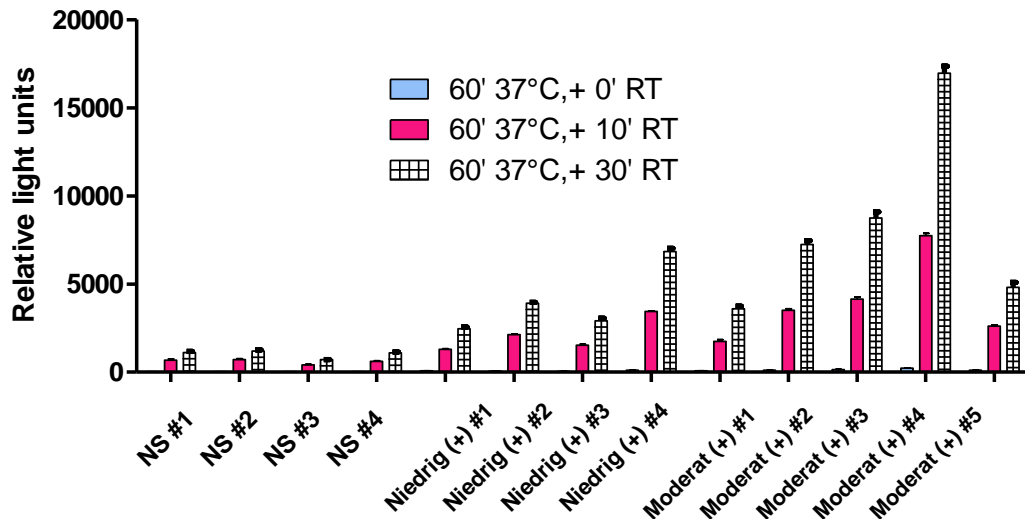 Relative light units
20000
15000
10000
5000
0
60' 37°C,+ 0' RT
60' 37°C,+ 10' RT
60' 37°C,+ 30' RT
NS #1
NS #2
NS #3
NS #4
Niedrig (+) #1
Niedrig (+) #2
Niedrig (+) #3
Niedrig (+) #4
Moderat (+) #1
Moderat (+) #2
Moderat (+) #3
Moderat (+) #4
Moderat (+) #5